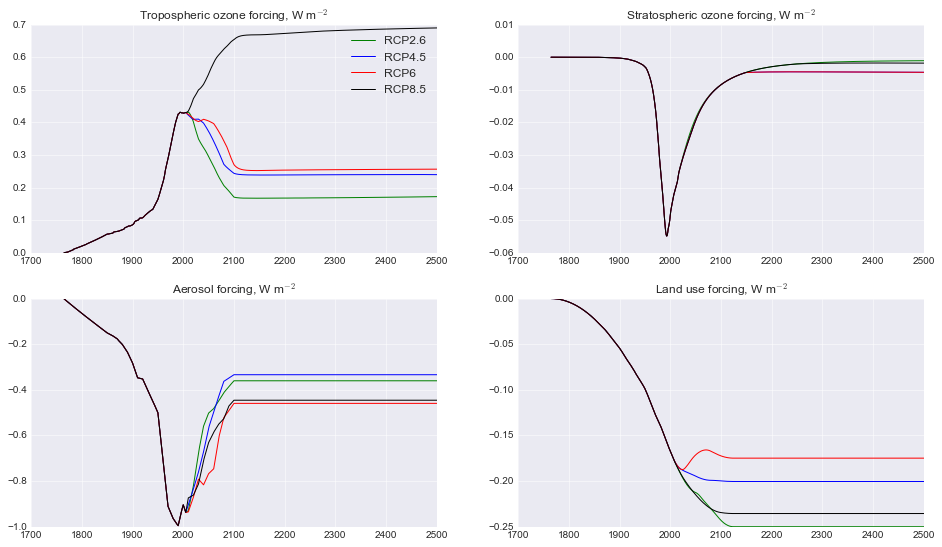 Tropospheric ozone forcing, W m⁻²
0.7
0.6
0.5
0.4
0.3
0.2
0.1
0.0
1700 1800 1900 2000 2100 2200 2300 2400 2500
RCP2.6
RCP4.5
RCP6
RCP8.5
Stratospheric ozone forcing, W m⁻²
0.01
0.00
−0.01
−0.02
−0.03
−0.04
−0.05
−0.06
1700 1800 1900 2000 2100 2200 2300 2400 2500
Aerosol forcing, W m⁻²
0.0
−0.2
−0.4
−0.6
−0.8
−1.0
1700 1800 1900 2000 2100 2200 2300 2400 2500
Land use forcing, W m⁻²
0.00
−0.05
−0.10
−0.15
−0.20
−0.25
1700 1800 1900 2000 2100 2200 2300 2400 2500